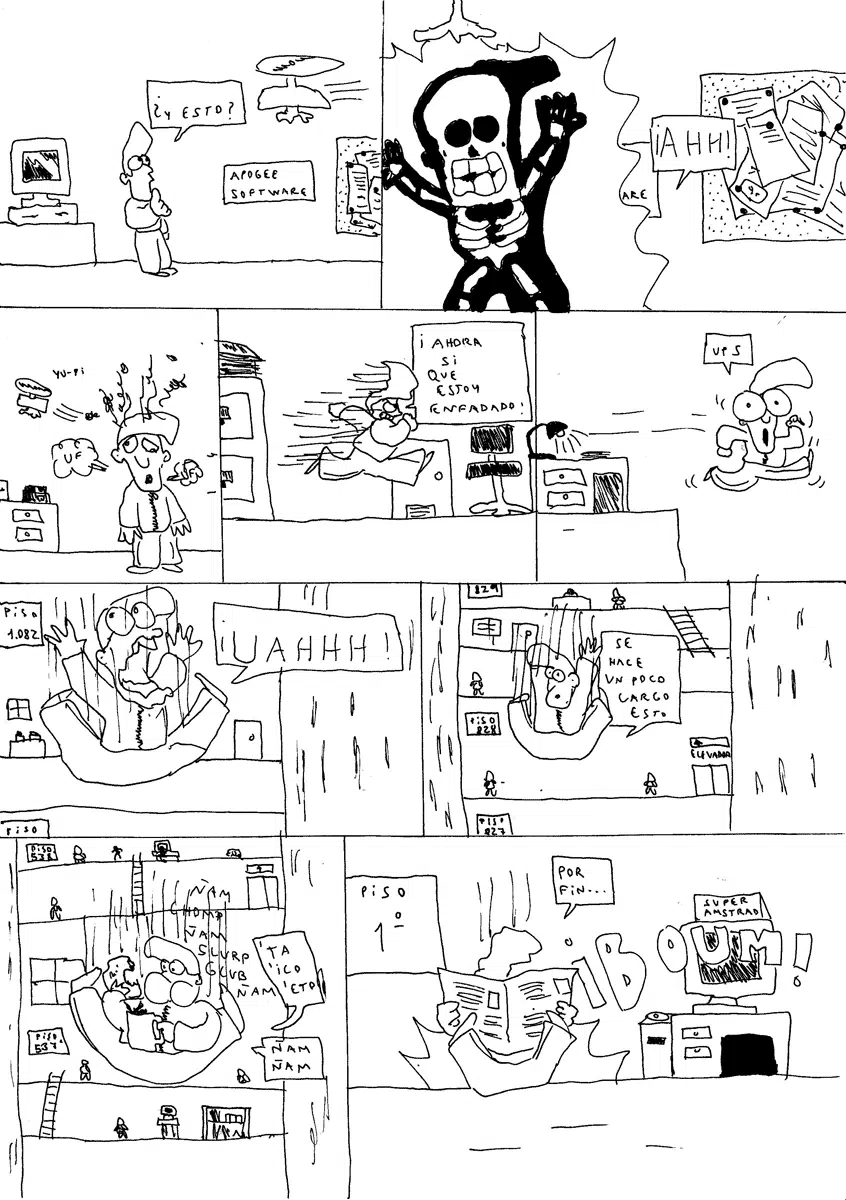 ¿Y ESTO?
APOGEE
SOFTWARE
¡AHH!
ARE
YU-Pi
UF
¡AHORA
Si
QUE
ESTOY
ENFADADO!
UPS
PiSO
1.082
¡UAHHH!
PiSO
829
SE
HACE
UN POCO
LARGO
ESTO
PiSO
828
ELEVADOR
PiSO
827
PiSO
538
ÑAM
CHOMP
ÑAM
SLURP
GLUB
ÑAM
'TA
'ICO
'ETO
PiSO
537
ÑAM
ÑAM
PiSO
1º
POR
FiN...
SUPER
AMSTRAD
¡BOUM!